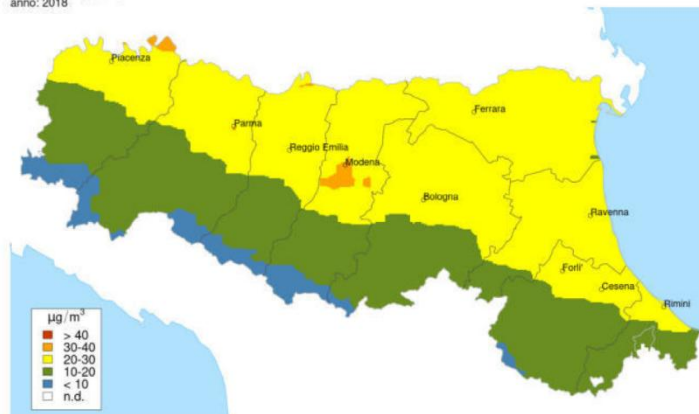 anno: 2018
Piacenza
Parma
Ferrara
Reggio Emilia
Modena
Bologna
Ravenna
Forlì'
Cesena
Rimini
µg/m³
> 40
30-40
20-30
10-20
< 10
n.d.